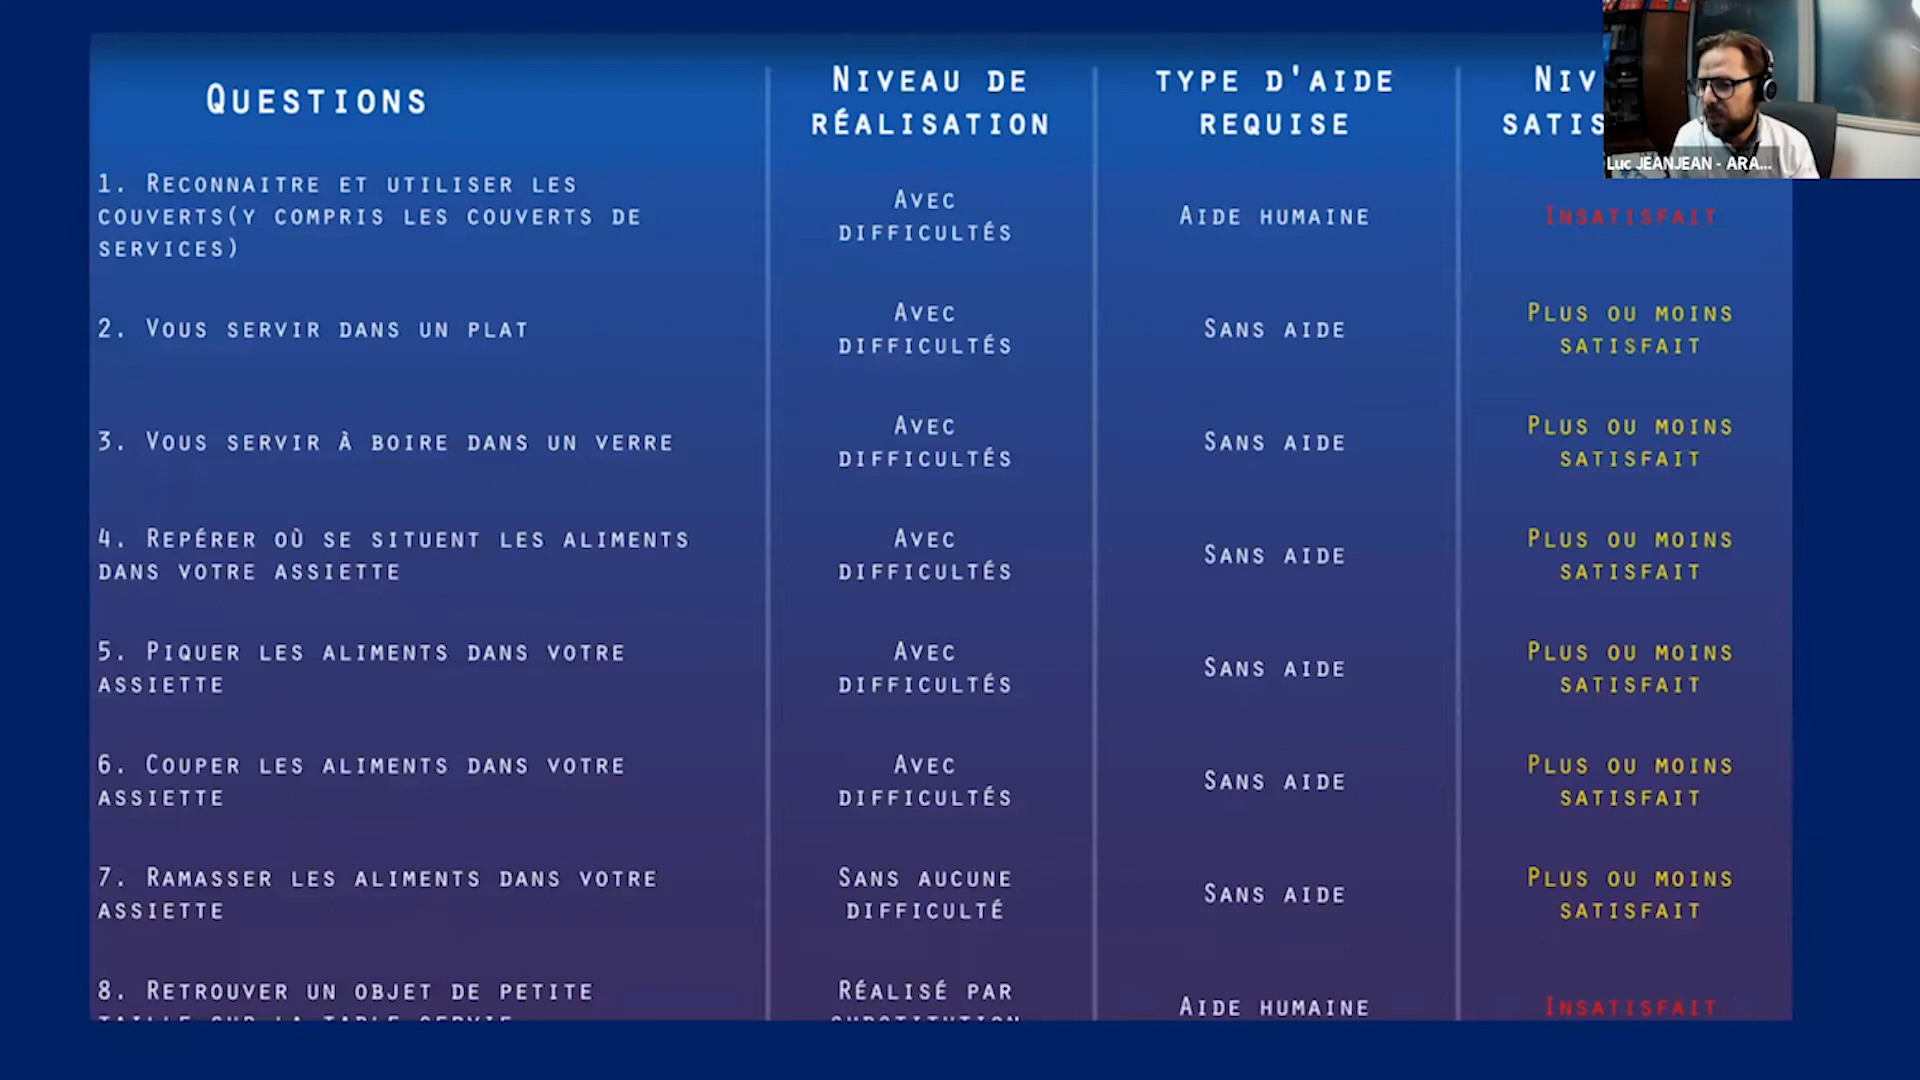 Questions
Niveau de
réalisation
type d'aide
requise
Niv
satis
Luc JEANJEAN - ARA...
1. Reconnaitre et utiliser les
couverts(y compris les couverts de
services)
Avec
difficultés
Aide humaine
Insatisfait
2. Vous servir dans un plat
Avec
difficultés
Sans aide
Plus ou moins
satisfait
3. Vous servir à boire dans un verre
Avec
difficultés
Sans aide
Plus ou moins
satisfait
4. Repérer où se situent les aliments
dans votre assiette
Avec
difficultés
Sans aide
Plus ou moins
satisfait
5. Piquer les aliments dans votre
assiette
Avec
difficultés
Sans aide
Plus ou moins
satisfait
6. Couper les aliments dans votre
assiette
Avec
difficultés
Sans aide
Plus ou moins
satisfait
7. Ramasser les aliments dans votre
assiette
Sans aucune
difficulté
Sans aide
Plus ou moins
satisfait
8. Retrouver un objet de petite
taille sur la table servie
Réalisé par
substitution
Aide humaine
Insatisfait